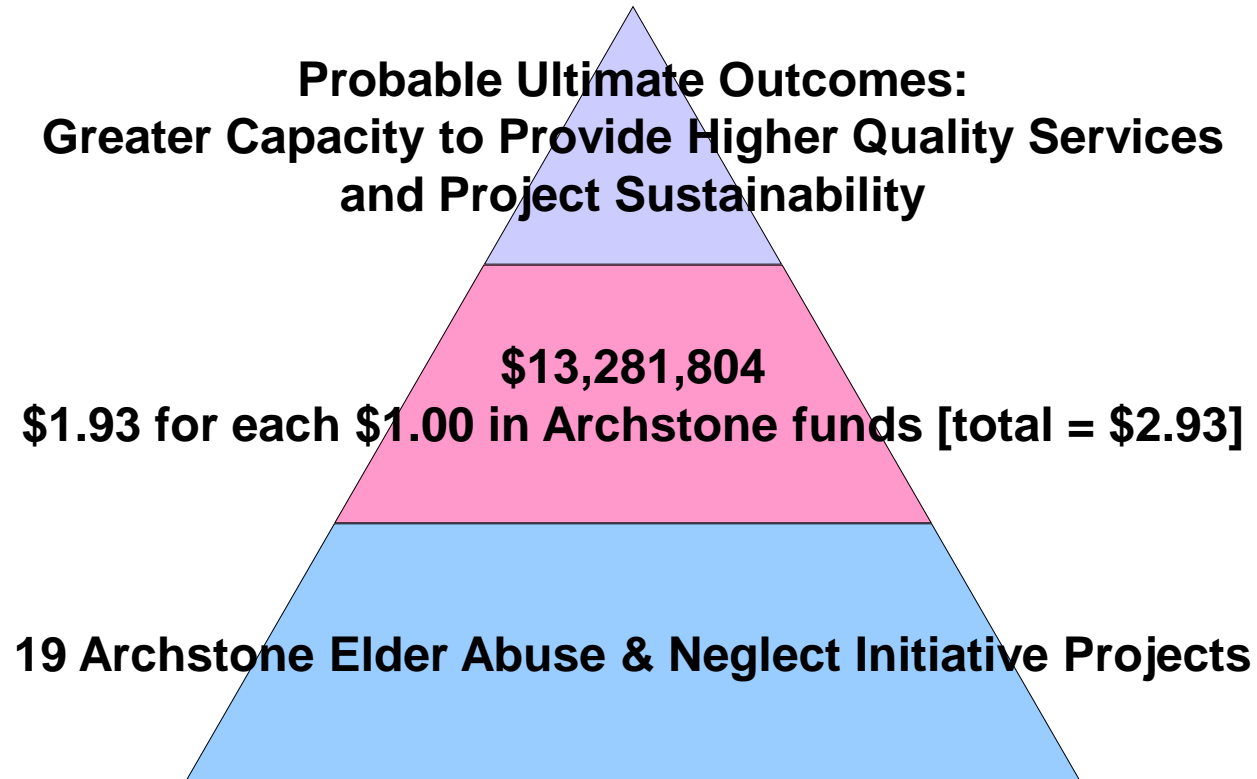 Probable Ultimate Outcomes:
Greater Capacity to Provide Higher Quality Services
and Project Sustainability
$13,281,804
$1.93 for each $1.00 in Archstone funds [total = $2.93]
19 Archstone Elder Abuse & Neglect Initiative Projects